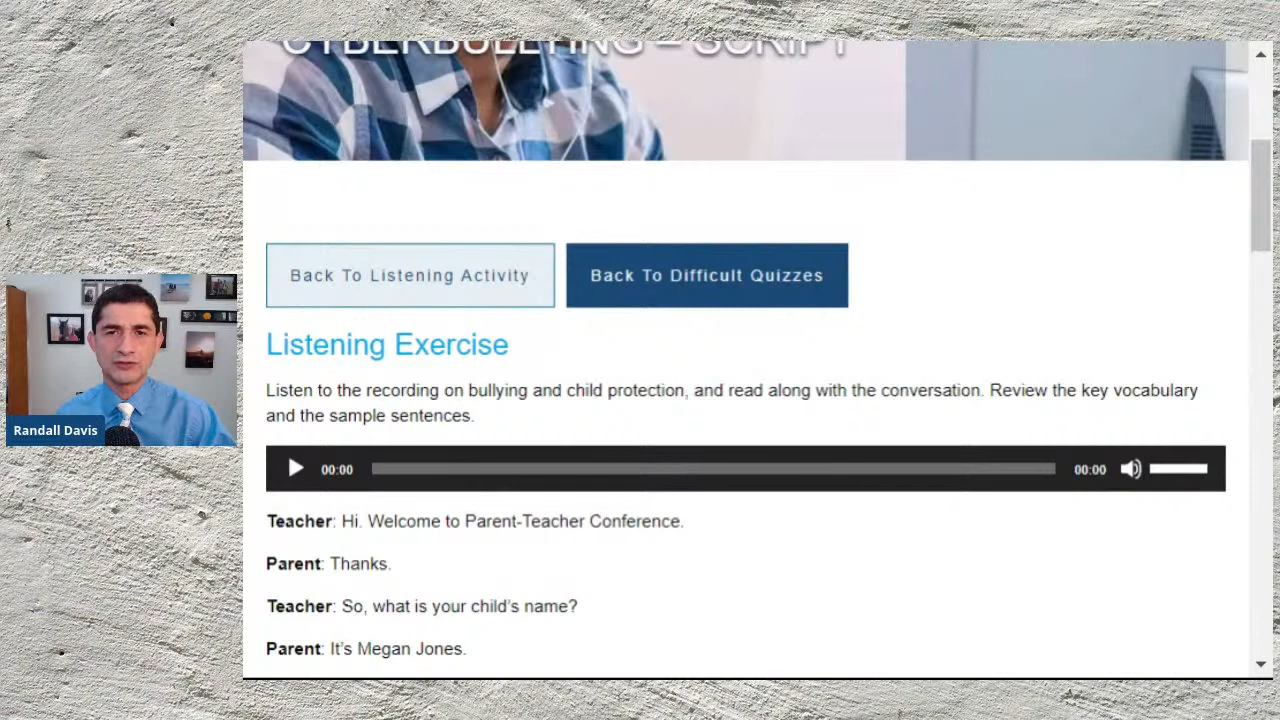 CYBERBULLYING – SCRIPT
Back To Listening Activity
Back To Difficult Quizzes
Listening Exercise
Listen to the recording on bullying and child protection, and read along with the conversation. Review the key vocabulary
and the sample sentences.
00:00
00:00
Teacher: Hi. Welcome to Parent-Teacher Conference.
Parent: Thanks.
Teacher: So, what is your child’s name?
Parent: It’s Megan Jones.
Randall Davis